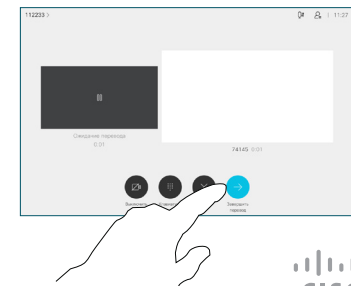 112233 >
11:27
Ожидание перевода
0:01
74145 0:01
Завершить
перевод